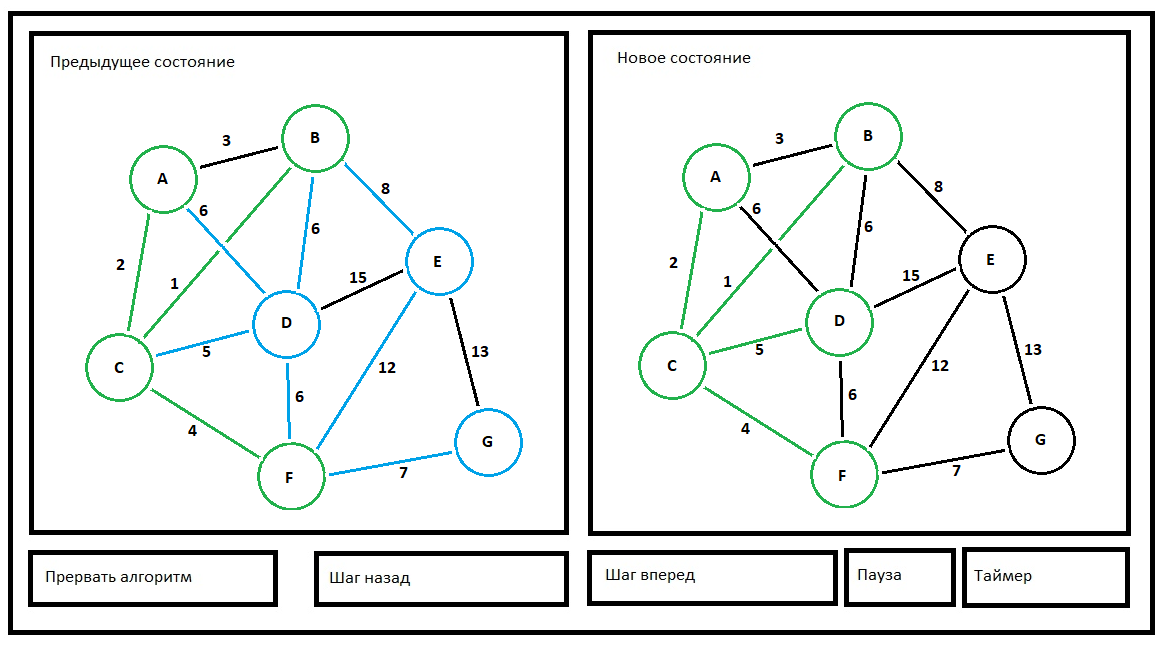 Предыдущее состояние
3
B
A
6
8
6
2
1
E
15
D
5
C
13
12
6
4
G
F
7
Новое состояние
3
B
A
6
8
6
2
1
E
15
D
5
C
13
12
6
4
G
F
7
Прервать алгоритм
Шаг назад
Шаг вперед
Пауза
Таймер